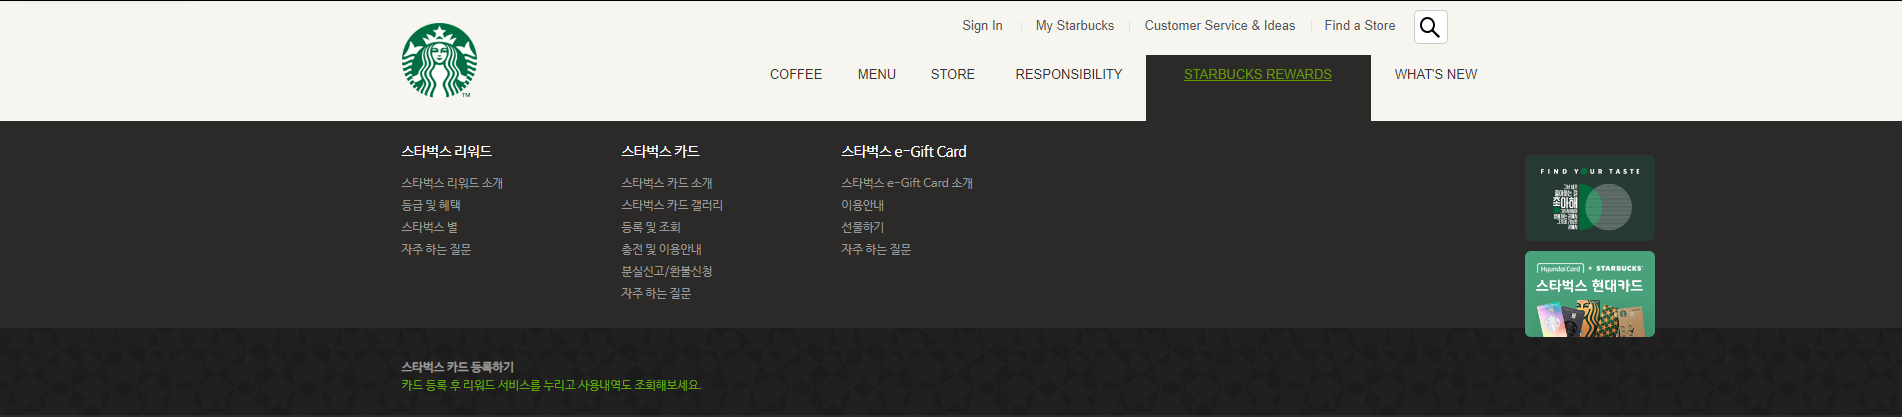 Sign In
My Starbucks
Customer Service & Ideas
Find a Store
TM
COFFEE
MENU
STORE
RESPONSIBILITY
STARBUCKS REWARDS
WHAT'S NEW
스타벅스 리워드
스타벅스 리워드 소개
등급 및 혜택
스타벅스 별
자주 하는 질문
스타벅스 카드
스타벅스 카드 소개
스타벅스 카드 갤러리
등록 및 조회
충전 및 이용안내
분실신고/환불신청
자주 하는 질문
스타벅스 e-Gift Card
스타벅스 e-Gift Card 소개
이용안내
선물하기
자주 하는 질문
FIND YOUR TASTE
좋아해
Hyundai Card + STARBUCKS
스타벅스 현대카드
스타벅스 카드 등록하기
카드 등록 후 리워드 서비스를 누리고 사용내역도 조회해보세요.